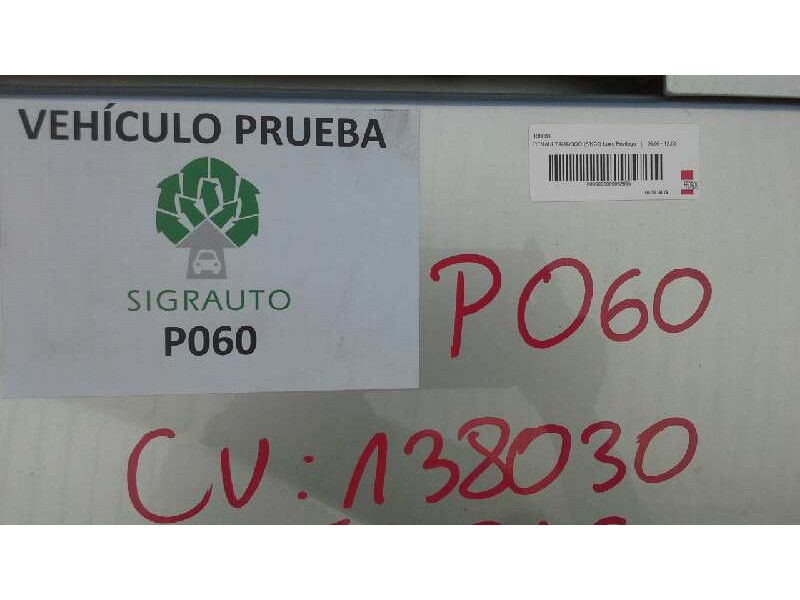 VEHÍCULO PRUEBA
SIGRAUTO
P060
P060
CV: 138030